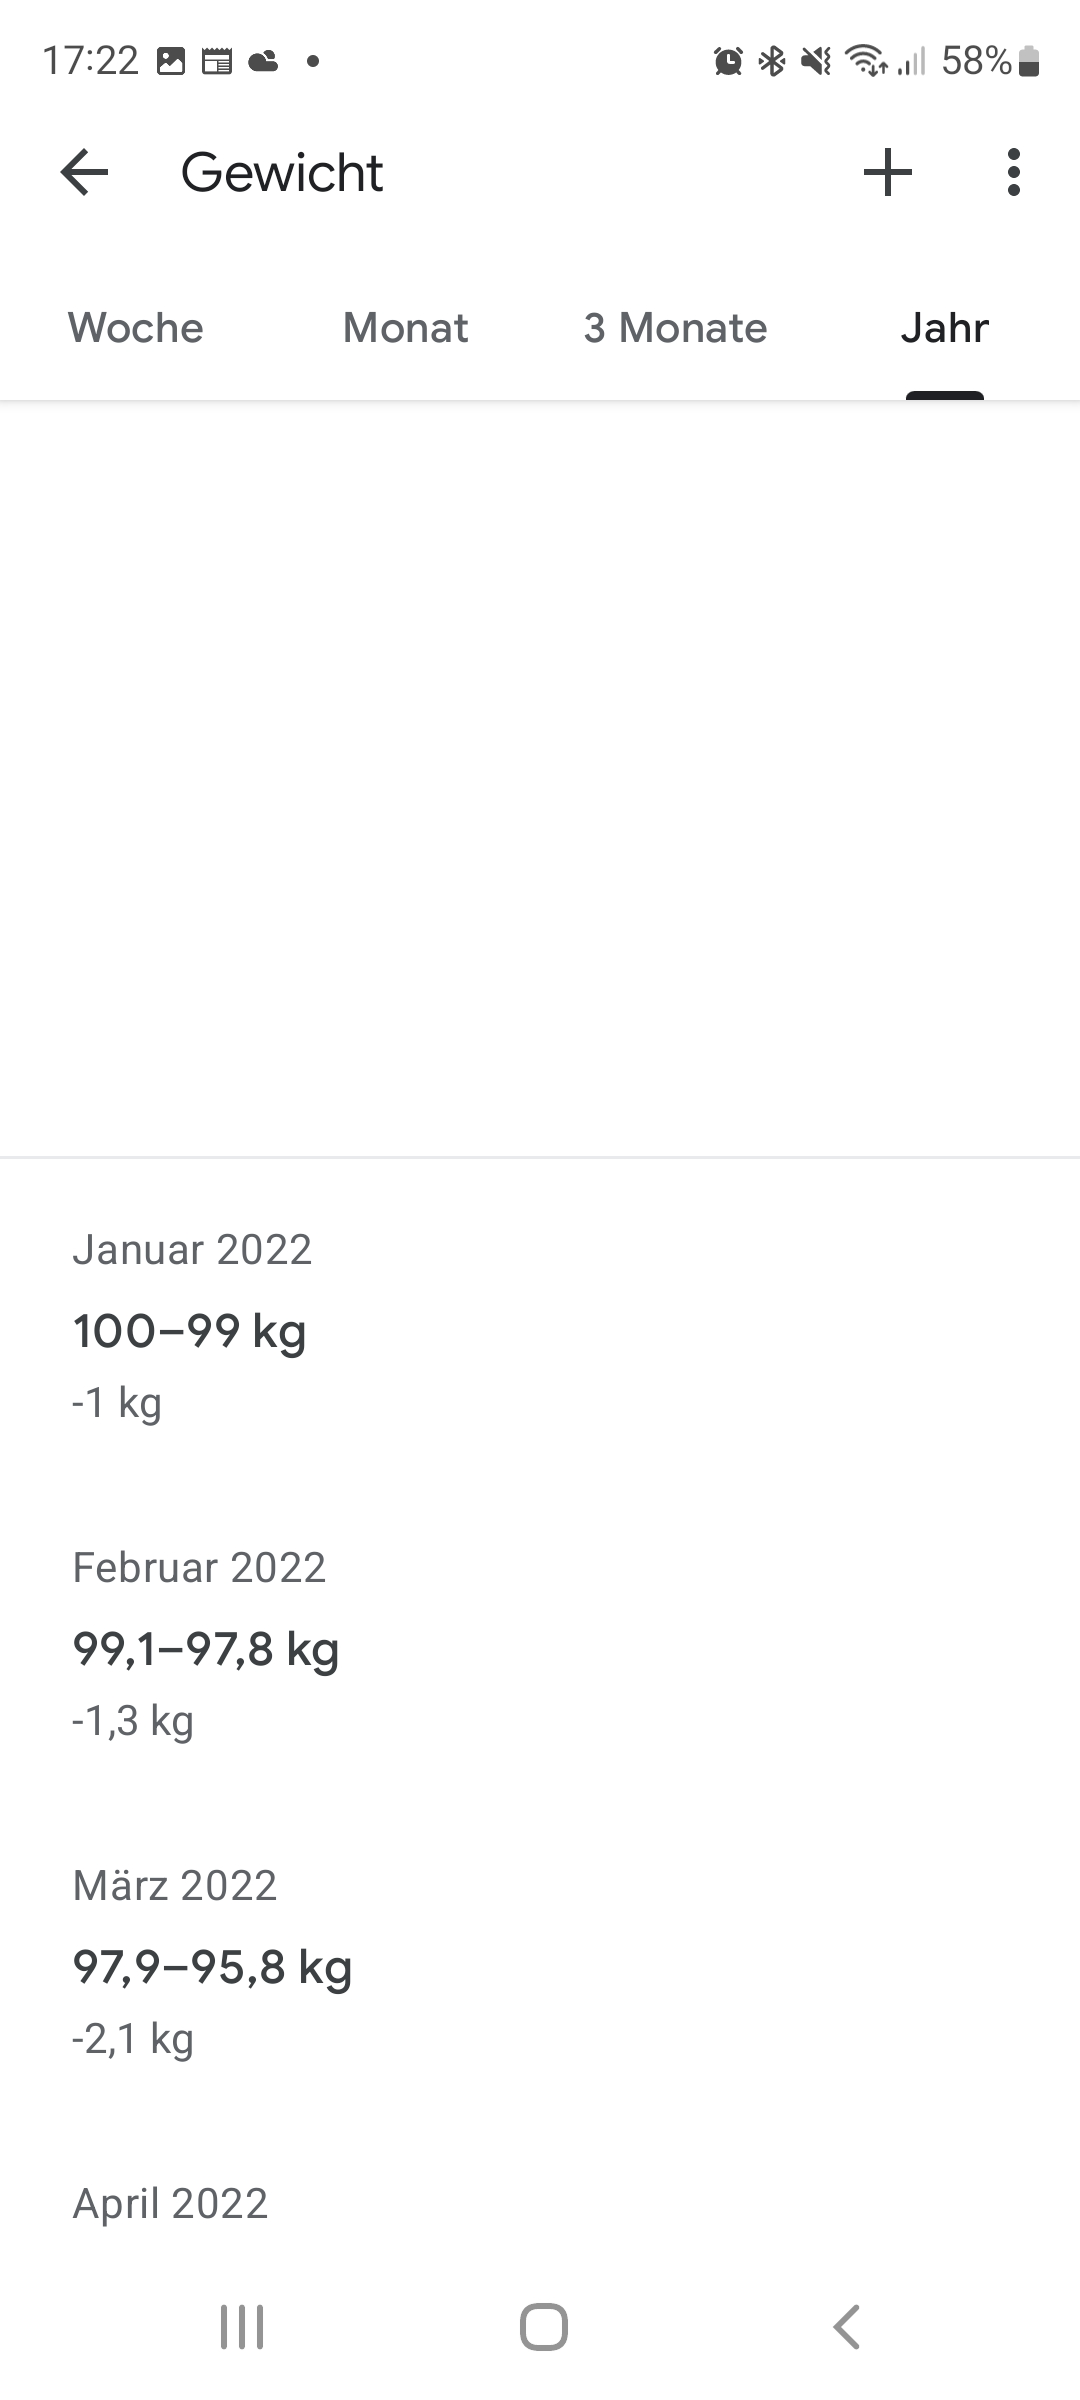 17:22 58%
Gewicht
Woche Monat 3 Monate Jahr
Januar 2022
100–99 kg
-1 kg
Februar 2022
99,1–97,8 kg
-1,3 kg
März 2022
97,9–95,8 kg
-2,1 kg
April 2022